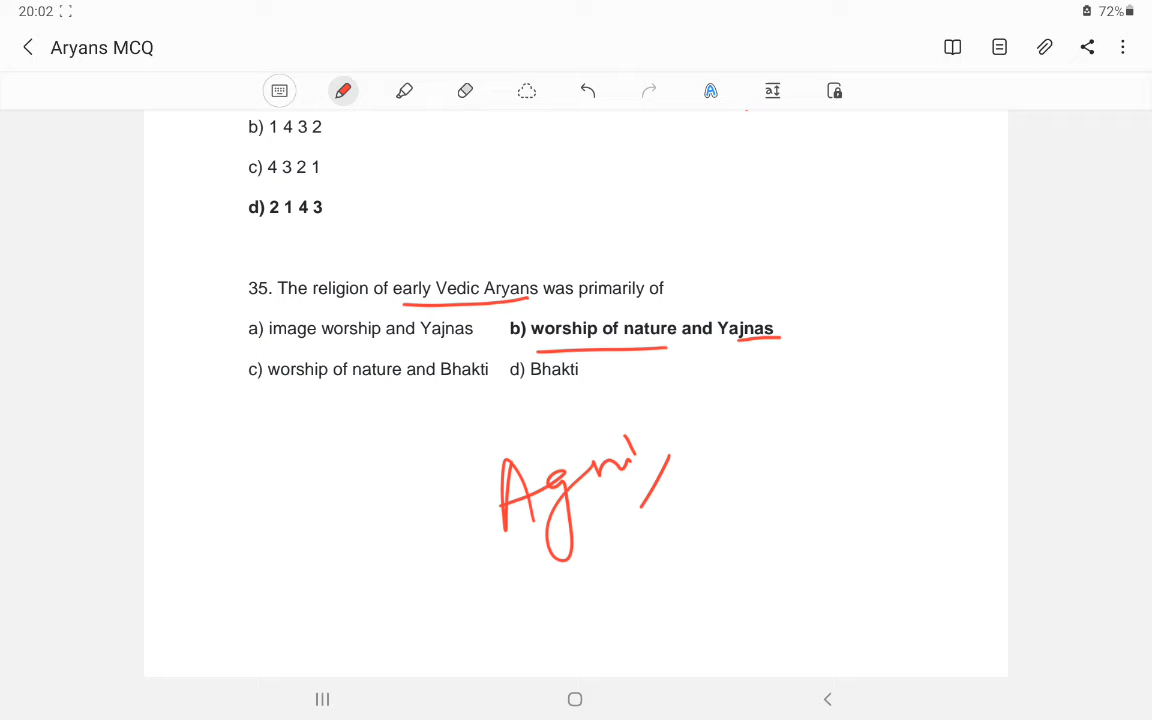 20:02 72%
Aryans MCQ
b) 1 4 3 2
c) 4 3 2 1
d) 2 1 4 3
35. The religion of early Vedic Aryans was primarily of
a) image worship and Yajnas b) worship of nature and Yajnas
c) worship of nature and Bhakti d) Bhakti
Agni,